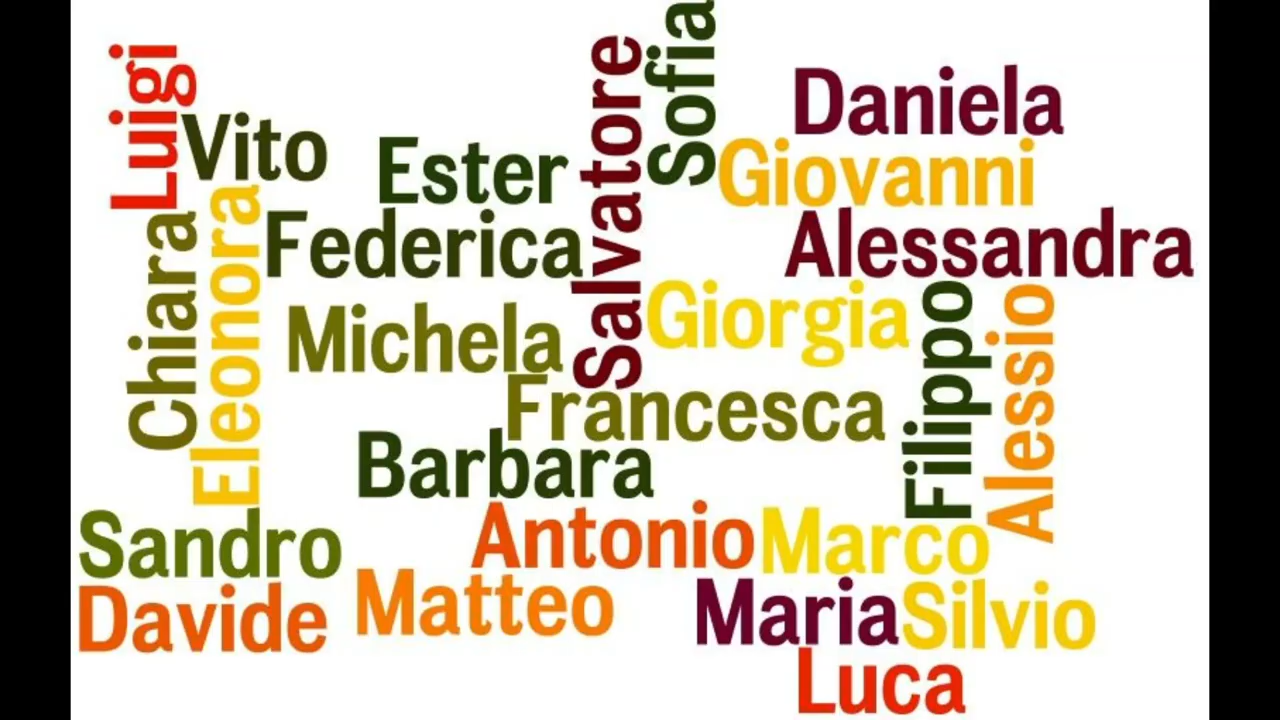 Luigi
Vito
Ester
Salvatore
Sofia
Daniela
Giovanni
Chiara
Eleonora
Federica
Alessandra
Michela
Giorgia
Filippo
Alessio
Francesca
Barbara
Sandro
Antonio
Marco
Davide
Matteo
Maria
Silvio
Luca